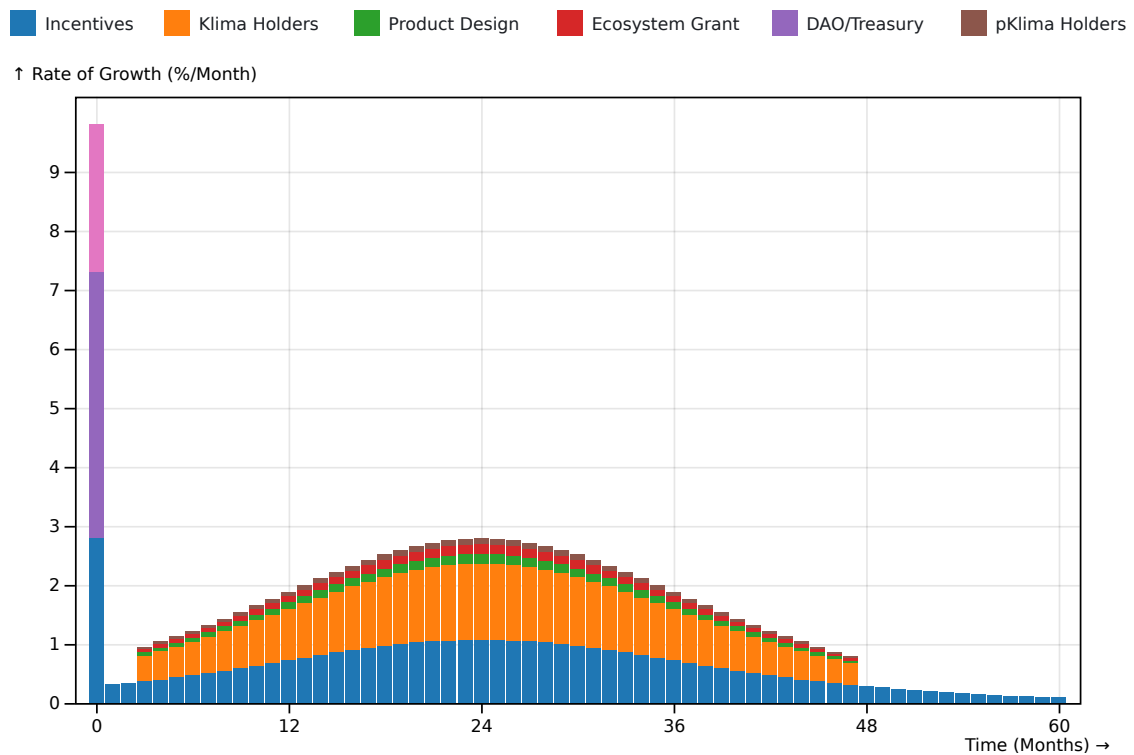 Incentives Klima Holders Product Design Ecosystem Grant DAO/Treasury pKlima Holders
↑ Rate of Growth (%/Month)
9
8
7
6
5
4
3
2
1
0
0 12 24 36 48 60
Time (Months) →